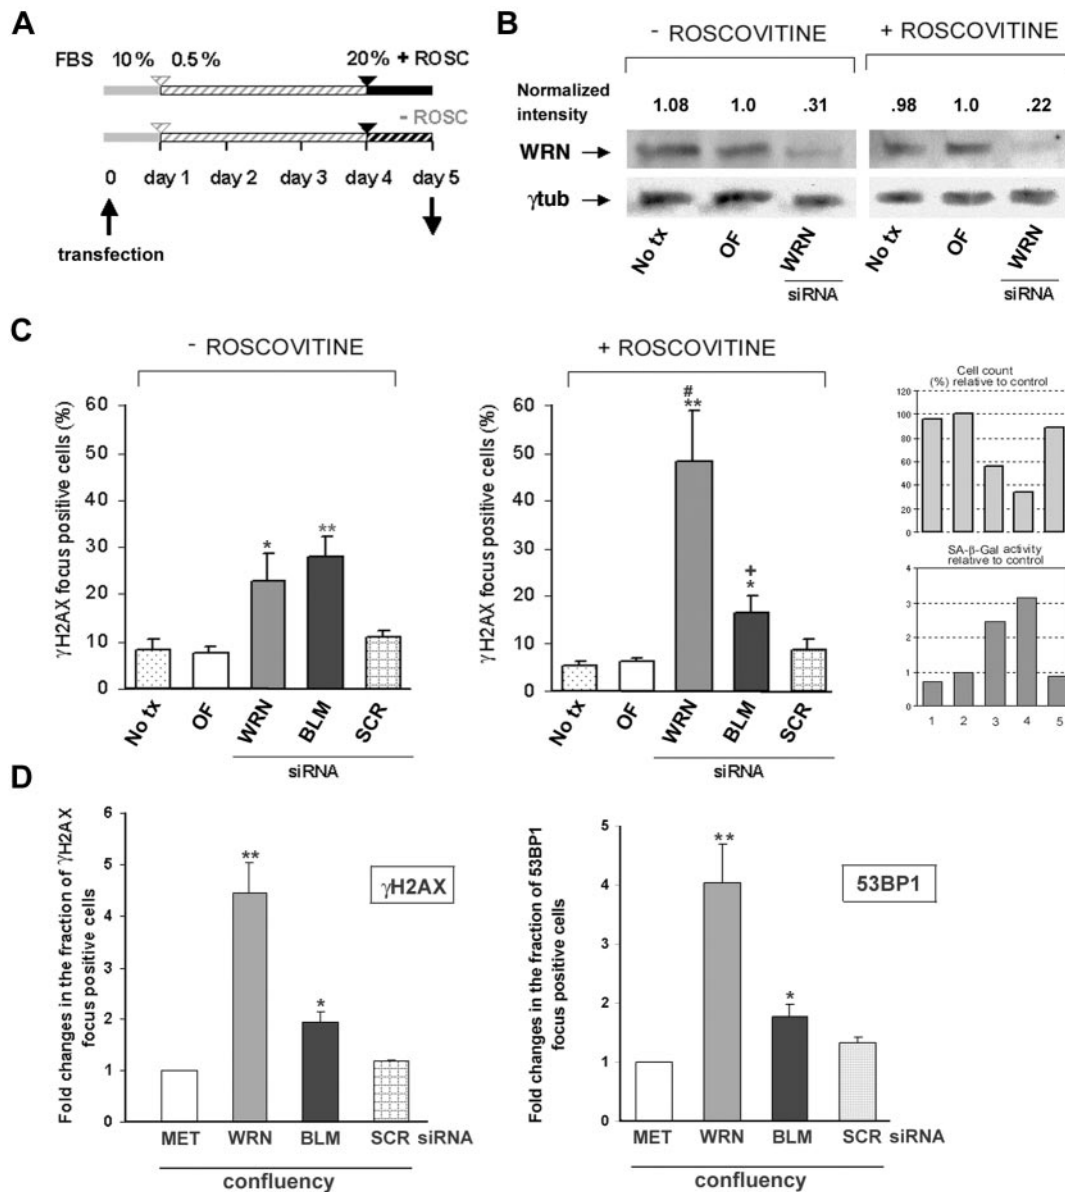 A
FBS 10 % 0.5 % 20% + ROSC
- ROSC
0 day 1 day 2 day 3 day 4 day 5
transfection
B
- ROSCOVITINE + ROSCOVITINE
Normalized intensity 1.08 1.0 .31 .98 1.0 .22
WRN
γtub
No tx OF WRN No tx OF WRN
siRNA siRNA
C
- ROSCOVITINE
γH2AX focus positive cells (%)
60
50
40
30
20
10
0
* **
No tx OF WRN BLM SCR
siRNA
+ ROSCOVITINE
γH2AX focus positive cells (%)
60
50
40
30
20
10
0
#
**
+
*
No tx OF WRN BLM SCR
siRNA
Cell count
(%) relative to control
120
100
80
60
40
20
0
SA-β-Gal activity
relative to control
4
3
2
1
0
1 2 3 4 5
D
Fold changes in the fraction of γH2AX
focus positive cells
6
5
4
3
2
1
0
**
*
γH2AX
MET WRN BLM SCR siRNA
confluency
Fold changes in the fraction of 53BP1
focus positive cells
5
4
3
2
1
0
**
*
53BP1
MET WRN BLM SCR siRNA
confluency